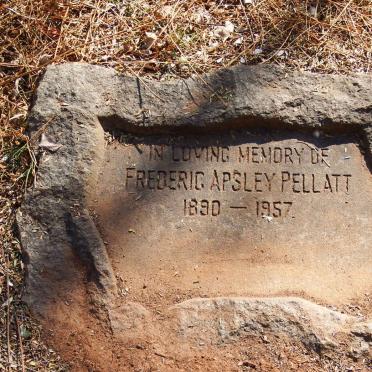 IN LOVING MEMORY OF
FREDERIC APSLEY PELLATT
1890 — 1957.